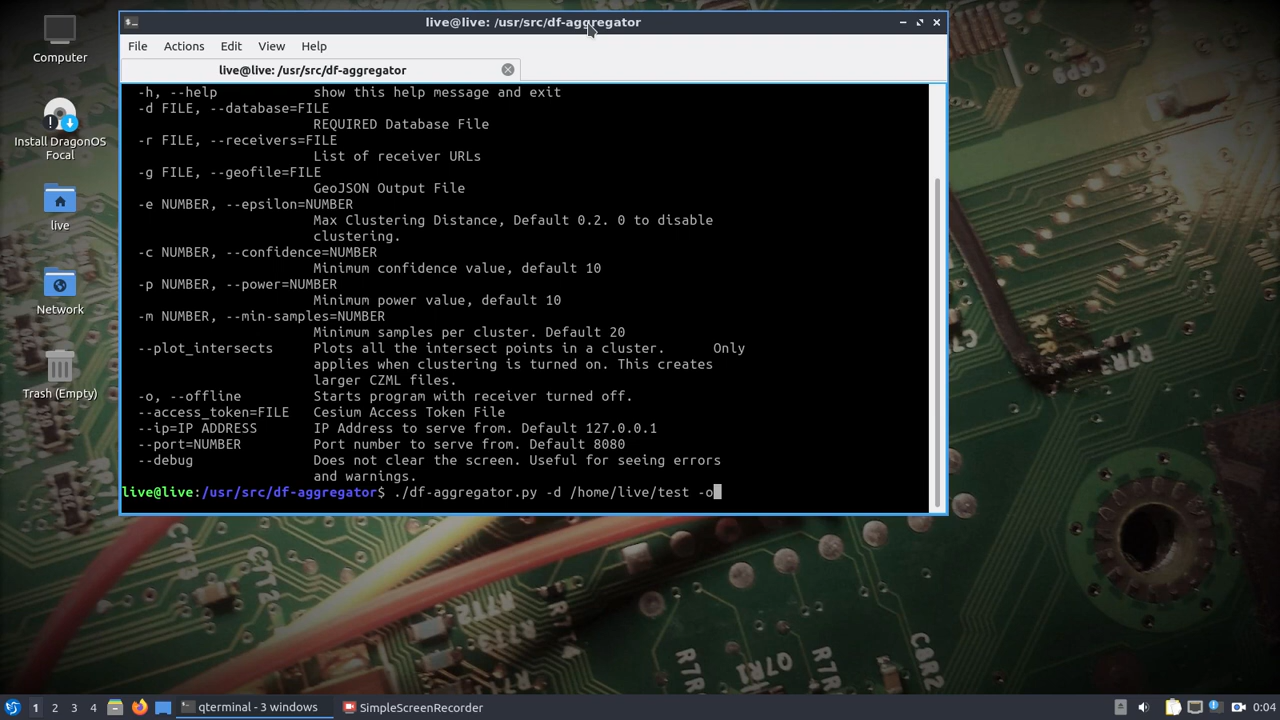 live@live: /usr/src/df-aggregator
Computer
Install DragonOS
Focal
live
Network
Trash (Empty)
File Actions Edit View Help
live@live: /usr/src/df-aggregator
-h, --help show this help message and exit
-d FILE, --database=FILE
REQUIRED Database File
-r FILE, --receivers=FILE
List of receiver URLs
-g FILE, --geofile=FILE
GeoJSON Output File
-e NUMBER, --epsilon=NUMBER
Max Clustering Distance, Default 0.2. 0 to disable
clustering.
-c NUMBER, --confidence=NUMBER
Minimum confidence value, default 10
-p NUMBER, --power=NUMBER
Minimum power value, default 10
-m NUMBER, --min-samples=NUMBER
Minimum samples per cluster. Default 20
--plot_intersects Plots all the intersect points in a cluster. Only
applies when clustering is turned on. This creates
larger CZML files.
-o, --offline Starts program with receiver turned off.
--access_token=FILE Cesium Access Token File
--ip=IP ADDRESS IP Address to serve from. Default 127.0.0.1
--port=NUMBER Port number to serve from. Default 8080
--debug Does not clear the screen. Useful for seeing errors
and warnings.
live@live:/usr/src/df-aggregator$ ./df-aggregator.py -d /home/live/test -o
1 2 3 4 qterminal - 3 windows SimpleScreenRecorder 0:04